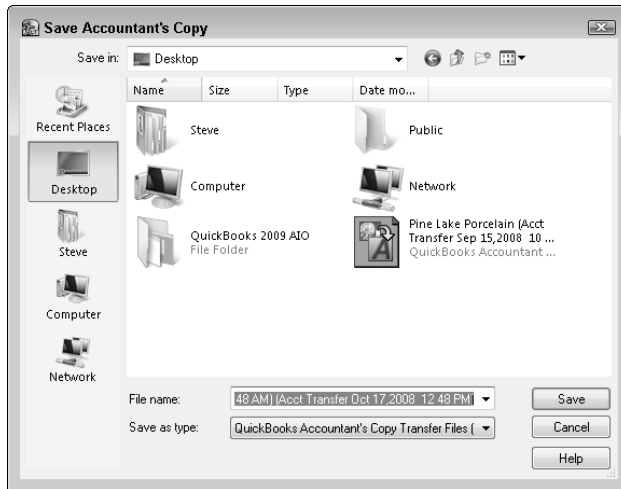 Save Accountant's Copy
Save in:
Desktop
Name
Size
Type
Date mo...
Recent Places
Desktop
Steve
Computer
Network
Steve
Public
Computer
Network
QuickBooks 2009 AIO
File Folder
Pine Lake Porcelain (Acct
Transfer Sep 15,2008 10 ...
QuickBooks Accountant ...
File name:
48 AM) (Acct Transfer Oct 17,2008 12 48 PM)
Save
Save as type:
QuickBooks Accountant's Copy Transfer Files (
Cancel
Help